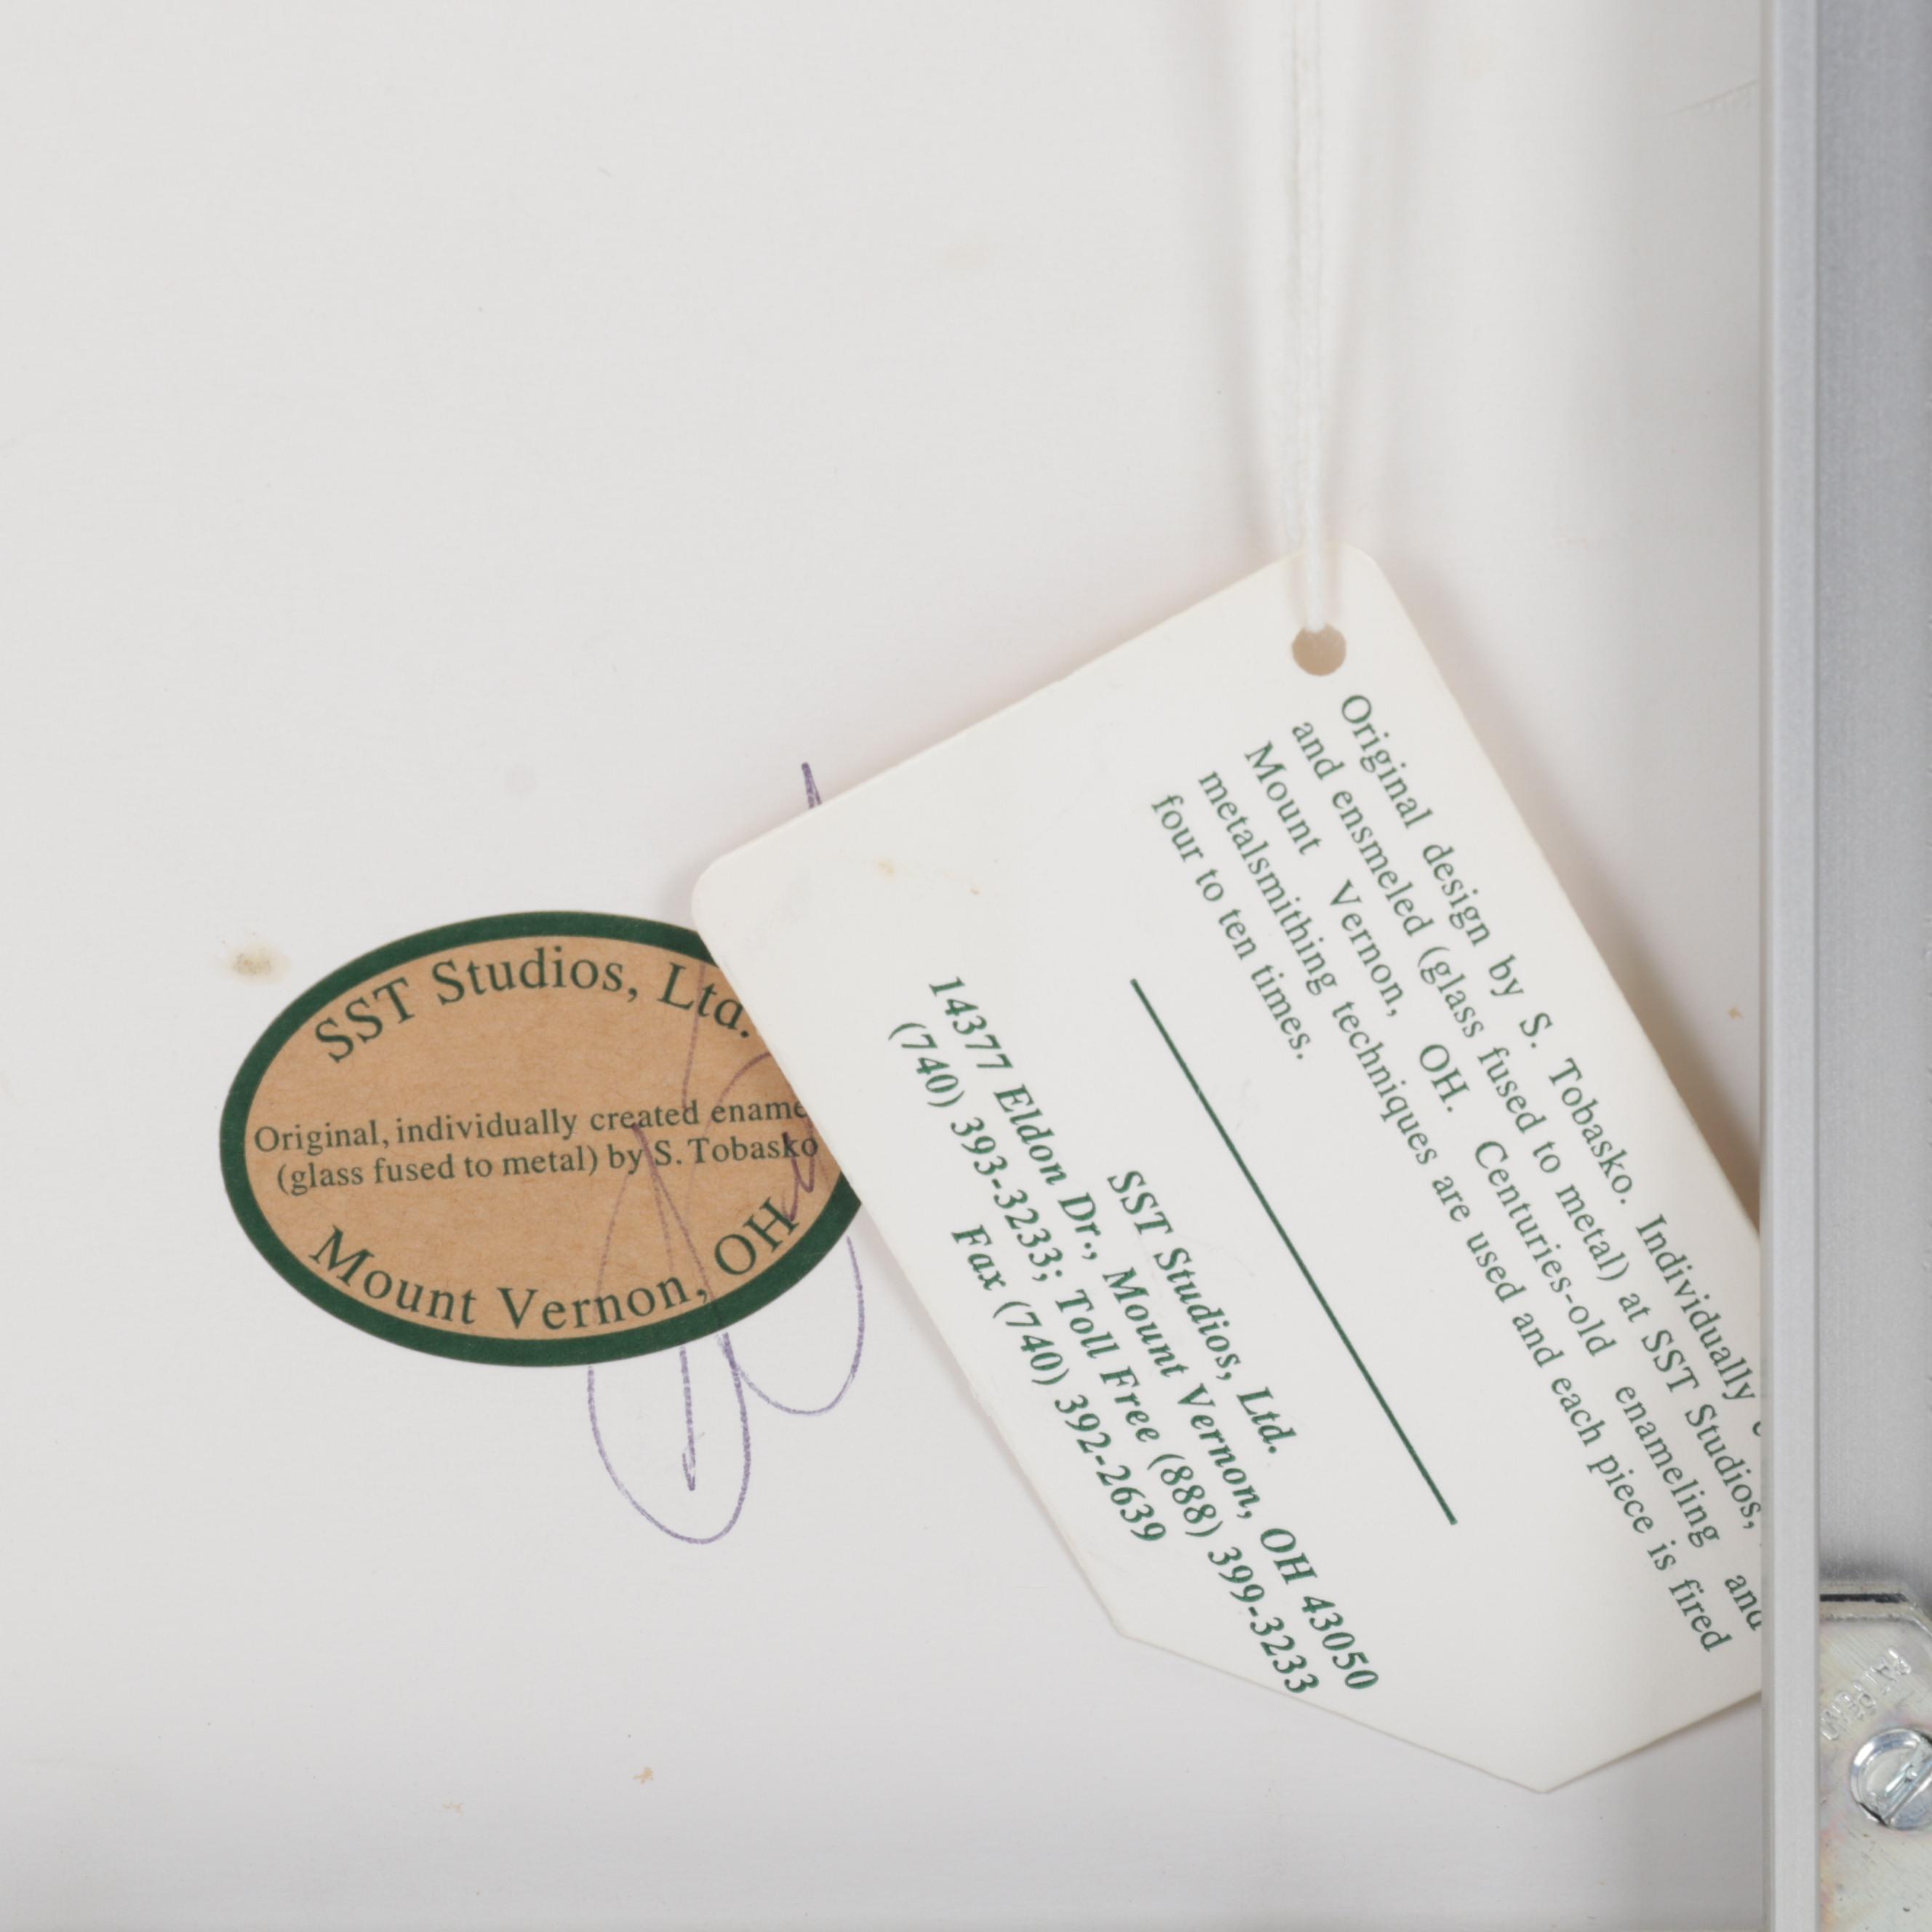 SST Studios, Ltd.
Original, individually created ename
(glass fused to metal) by S. Tobasko
Mount Vernon, OH
Original design by S. Tobasko. Individually
and ensmeled (glass fused to metal) at SST Studios,
Mount Vernon, OH. Centuries-old enameling and
metalsmithing techniques are used and each piece is fired
four to ten times.
SST Studios, Ltd.
14377 Eldon Dr., Mount Vernon, OH 43050
(740) 393-3233; Toll Free (888) 399-3233
Fax (740) 392-2639